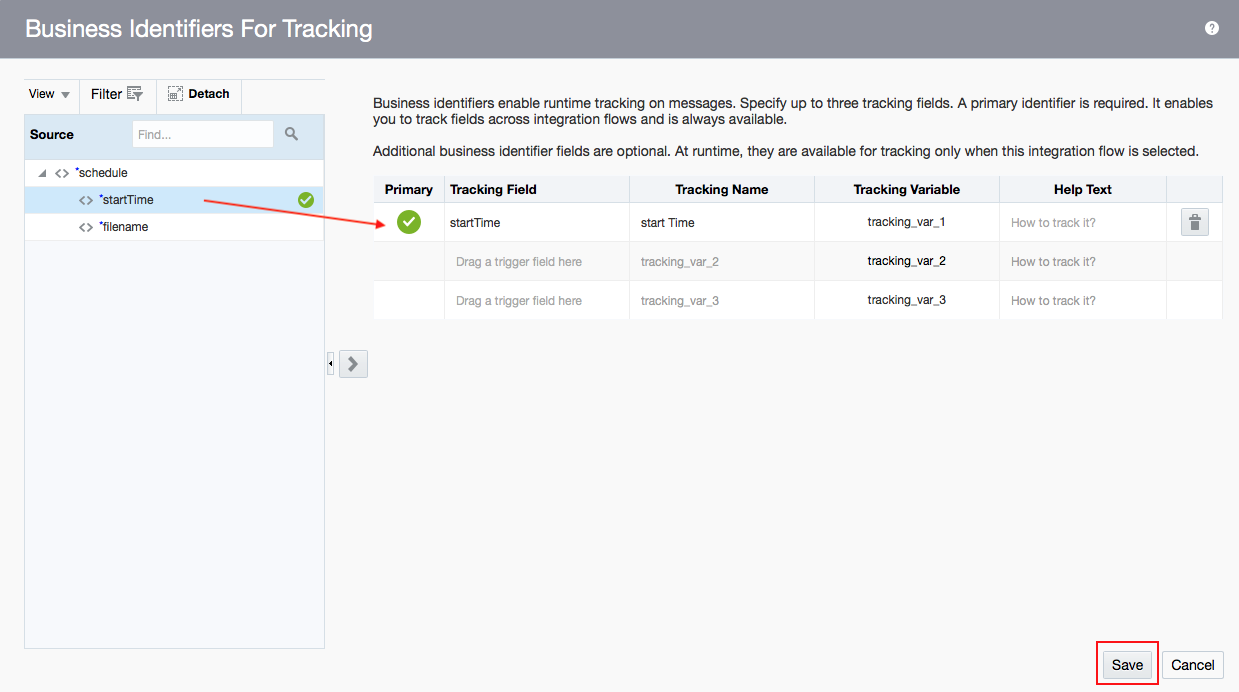 Business Identifiers For Tracking
?
View
Filter
Detach
Source
Find...
*schedule
*startTime
*filename
Business identifiers enable runtime tracking on messages. Specify up to three tracking fields. A primary identifier is required. It enables
you to track fields across integration flows and is always available.
Additional business identifier fields are optional. At runtime, they are available for tracking only when this integration flow is selected.
Primary Tracking Field Tracking Name Tracking Variable Help Text
startTime start Time tracking_var_1 How to track it?
Drag a trigger field here tracking_var_2 tracking_var_2 How to track it?
Drag a trigger field here tracking_var_3 tracking_var_3 How to track it?
Save Cancel